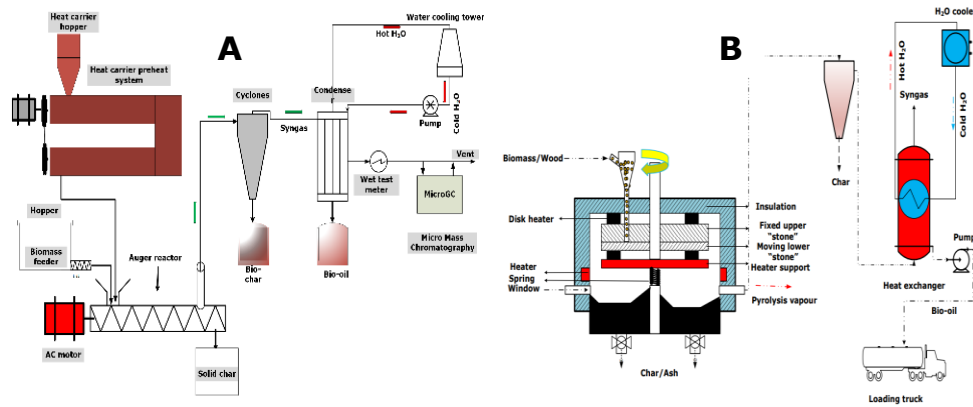 Heat carrier
hopper
Heat carrier preheat
system
A
Water cooling tower
Hot H₂O
Cyclones
Condense
Syngas
Pump
Cold H₂O
Vent
Wet test
meter
MicroGC
Micro Mass
Chromatography
Hopper
Biomass
feeder
Auger reactor
Bio-
char
Bio-oil
AC motor
Solid char
B
H₂O coole
Hot H₂O
Cold H₂O
Syngas
Char
Biomass/Wood
Insulation
Disk heater
Fixed upper
"stone"
Moving lower
"stone"
Heater
Heater support
Spring
Window
Pyrolysis vapour
Pump
Heat exchanger
Bio-oil
Char/Ash
Loading truck